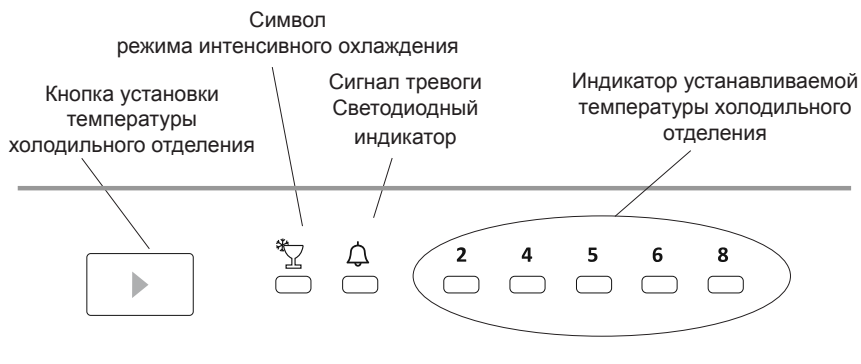 Символ
режима интенсивного охлаждения
Сигнал тревоги
Светодиодный
индикатор
Индикатор устанавливаемой
температуры холодильного
отделения
Кнопка установки
температуры
холодильного отделения
2 4 5 6 8